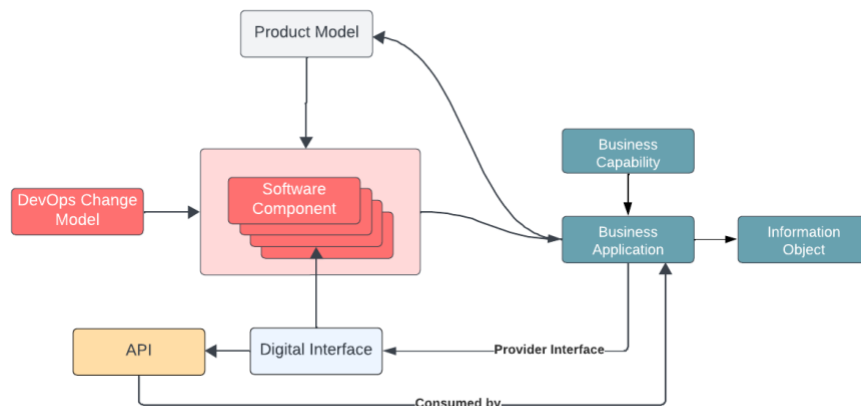 Product Model
Business
Capability
DevOps Change
Model
Software
Component
Business
Application
Information
Object
API
Digital Interface
Provider Interface
Consumed by